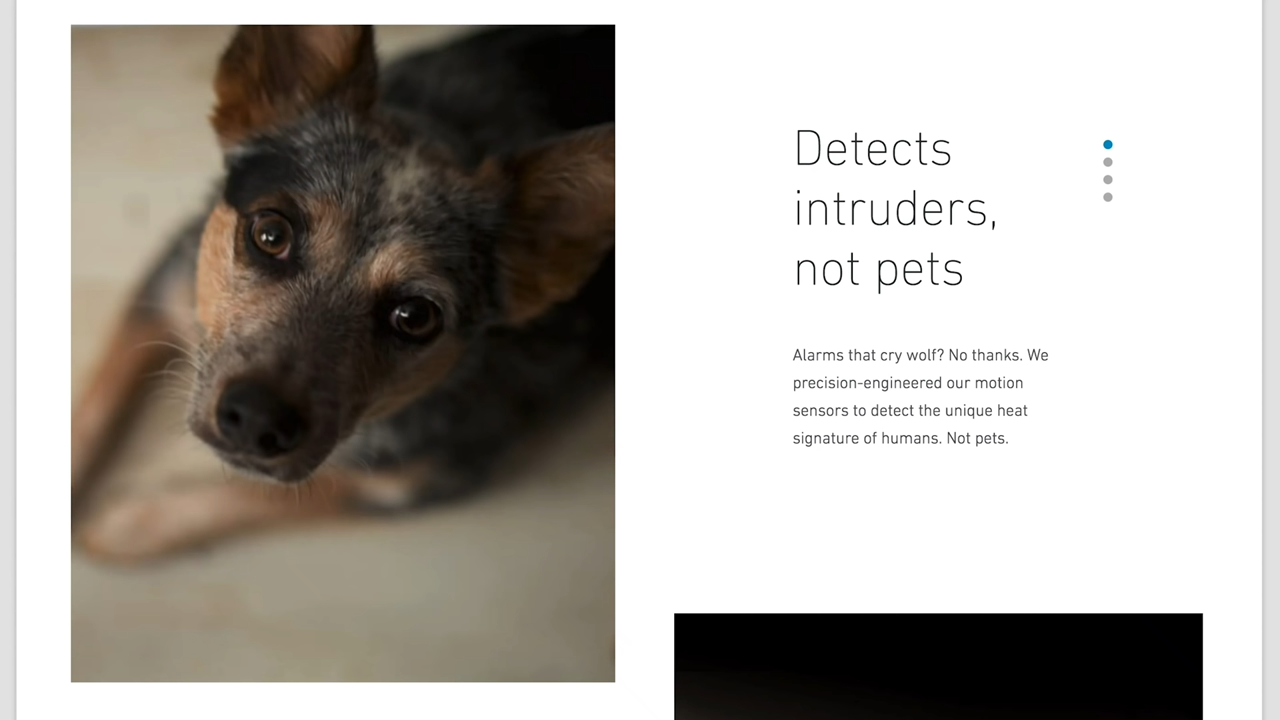 Detects
intruders,
not pets
Alarms that cry wolf? No thanks. We
precision-engineered our motion
sensors to detect the unique heat
signature of humans. Not pets.